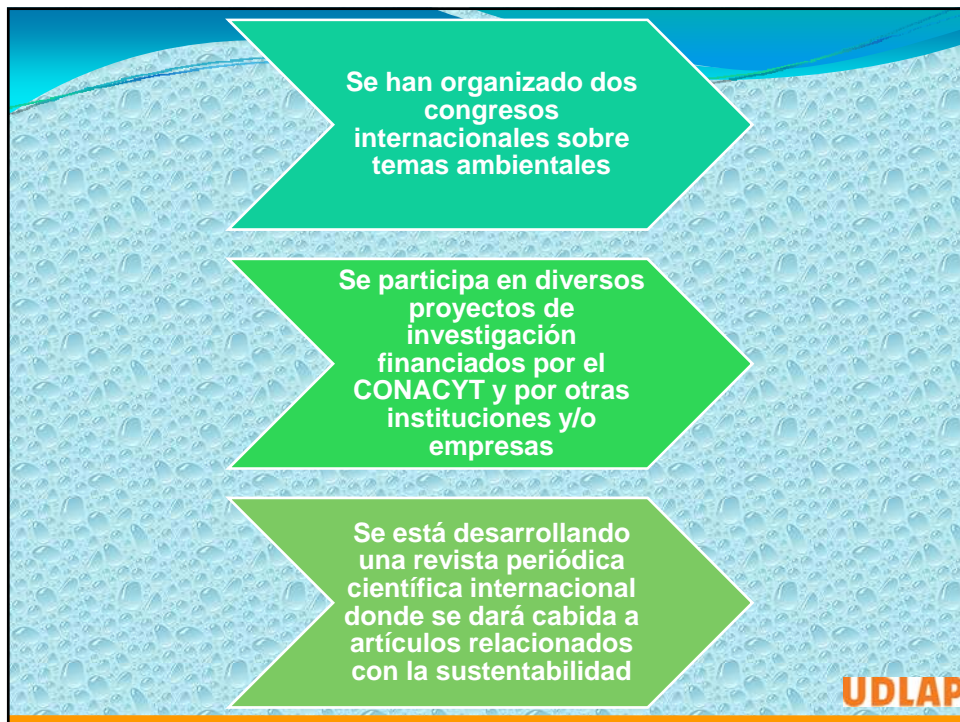 Se han organizado dos
congresos
internacionales sobre
temas ambientales
Se participa en diversos
proyectos de
investigación
financiados por el
CONACYT y por otras
instituciones y/o
empresas
Se está desarrollando
una revista periódica
científica internacional
donde se dará cabida a
artículos relacionados
con la sustentabilidad
UDLAP